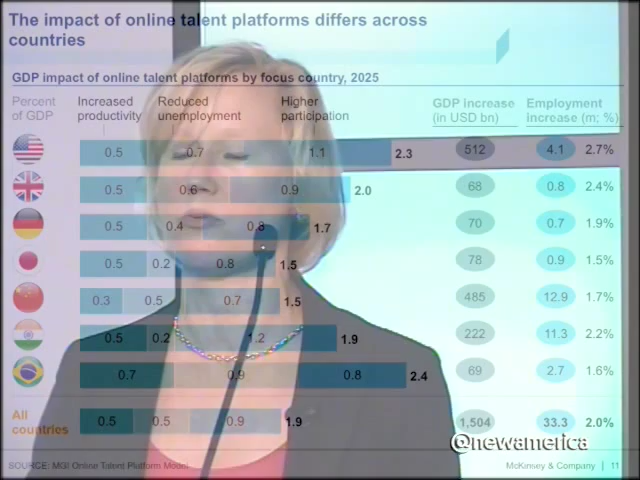 The impact of online talent platforms differs across
countries
GDP impact of online talent platforms by focus country, 2025
Percent of GDP Increased productivity Reduced unemployment Higher participation GDP increase (in USD bn) Employment increase (m; %)
0.5 0.7 1.1 2.3 512 4.1 2.7%
0.5 0.6 0.9 2.0 68 0.8 2.4%
0.5 0.4 0.8 1.7 70 0.7 1.9%
0.5 0.2 0.8 1.5 78 0.9 1.5%
0.3 0.5 0.7 1.5 485 12.9 1.7%
0.5 0.2 1.2 1.9 222 11.3 2.2%
0.7 0.9 0.8 2.4 69 2.7 1.6%
All countries 0.5 0.5 0.9 1.9 1,504 33.3 2.0%
@newamerica
SOURCE: MGI Online Talent Platform Model McKinsey & Company | 11